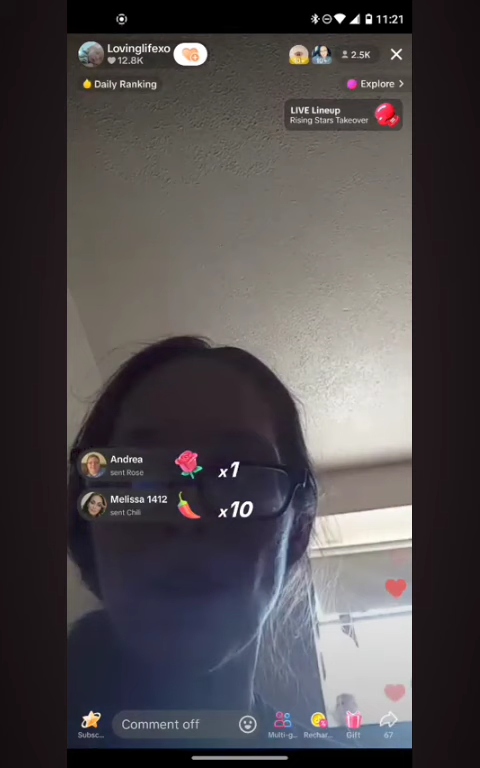 11:21
Lovinglifexo
12.8K
2.5K
Daily Ranking
Explore >
LIVE Lineup
Rising Stars Takeover
Andrea
sent Rose
x1
Melissa 1412
sent Chili
x10
Subsc...
Comment off
Multi-g...
Rechar...
Gift
67